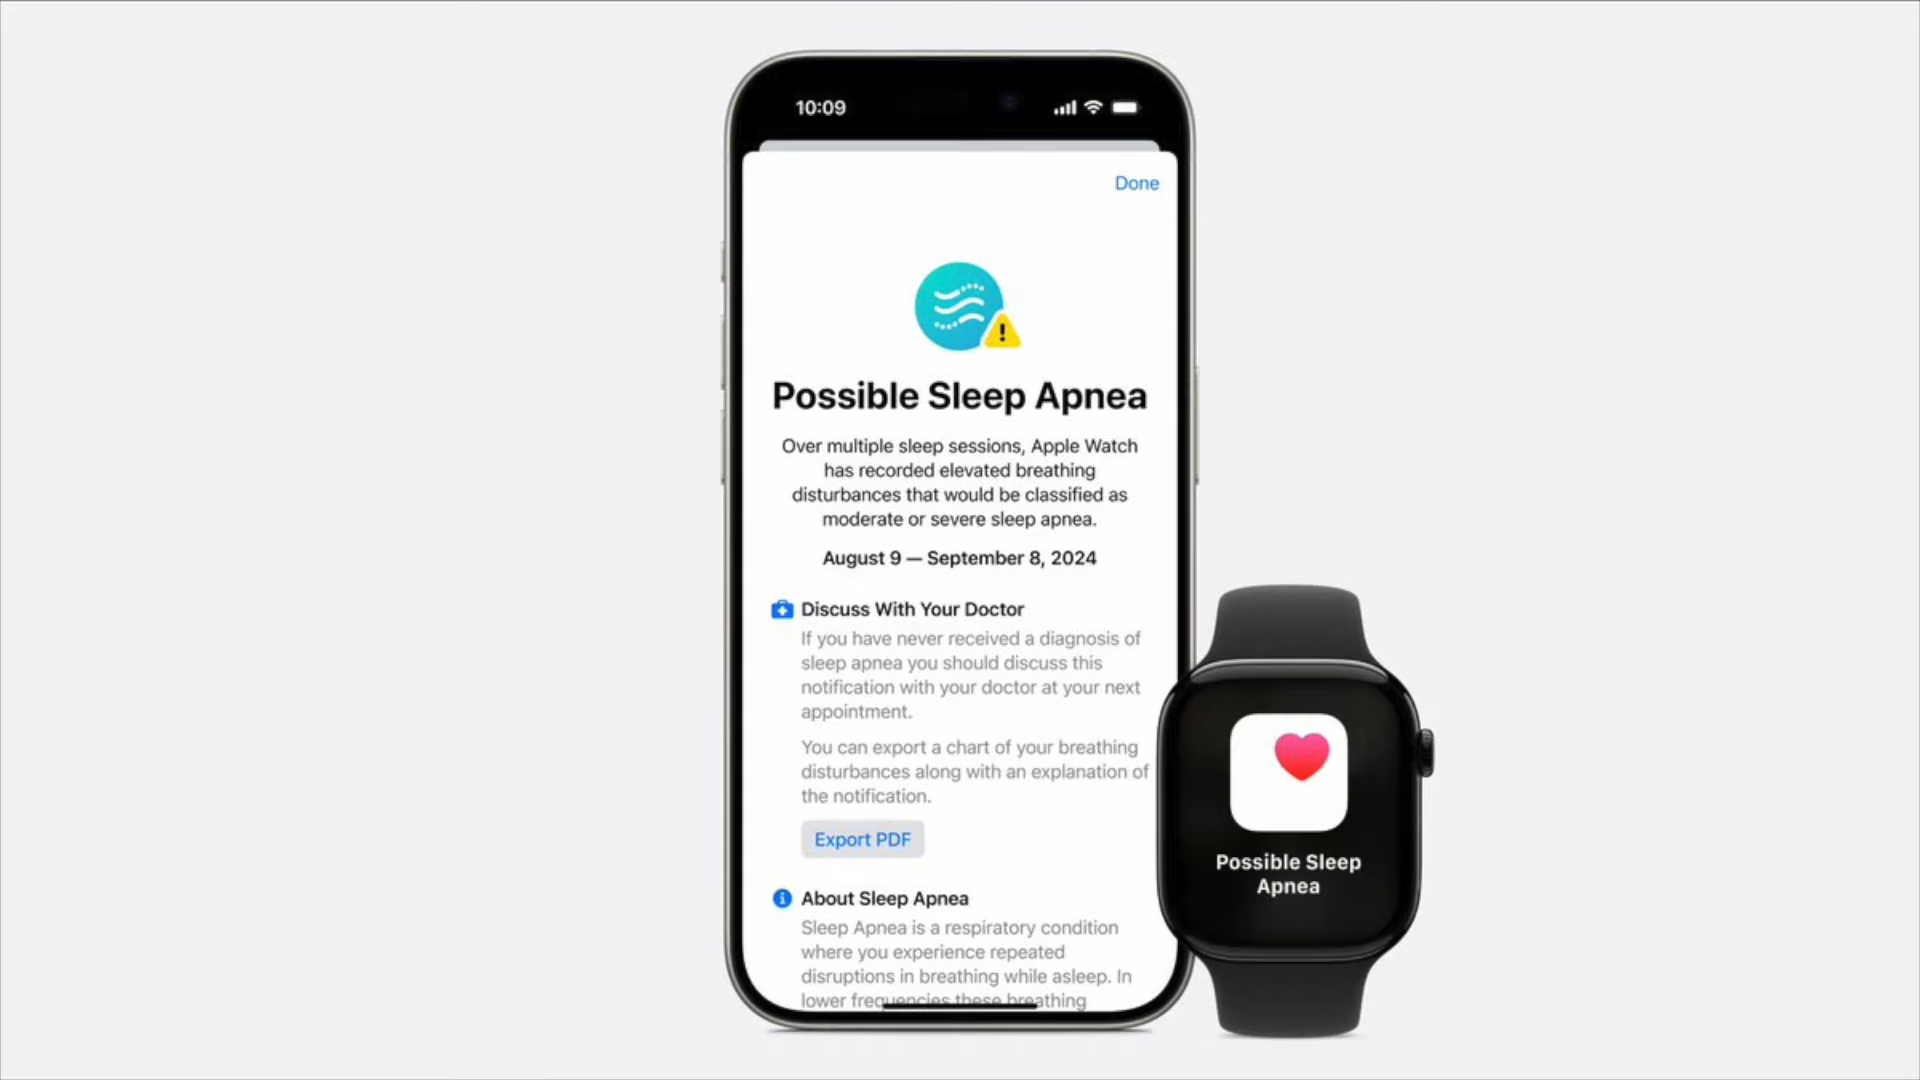 10:09
Done
Possible Sleep Apnea
Over multiple sleep sessions, Apple Watch
has recorded elevated breathing
disturbances that would be classified as
moderate or severe sleep apnea.
August 9 — September 8, 2024
Discuss With Your Doctor
If you have never received a diagnosis of
sleep apnea you should discuss this
notification with your doctor at your next
appointment.
You can export a chart of your breathing
disturbances along with an explanation of
the notification.
Export PDF
About Sleep Apnea
Sleep Apnea is a respiratory condition
where you experience repeated
disruptions in breathing while asleep. In
lower frequencies these breathing
Possible Sleep
Apnea